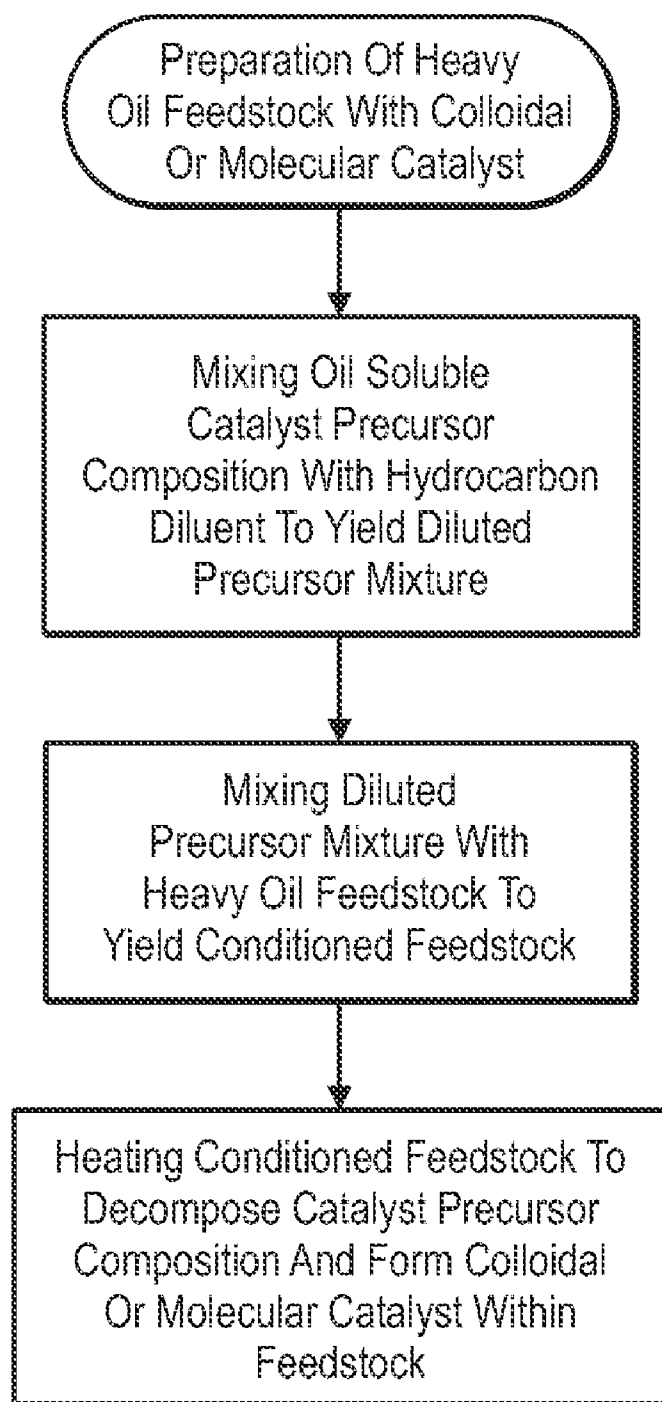 Preparation Of Heavy
Oil Feedstock With Colloidal
Or Molecular Catalyst
Mixing Oil Soluble
Catalyst Precursor
Composition With Hydrocarbon
Diluent To Yield Diluted
Precursor Mixture
Mixing Diluted
Precursor Mixture With
Heavy Oil Feedstock To
Yield Conditioned Feedstock
Heating Conditioned Feedstock To
Decompose Catalyst Precursor
Composition And Form Colloidal
Or Molecular Catalyst Within
Feedstock